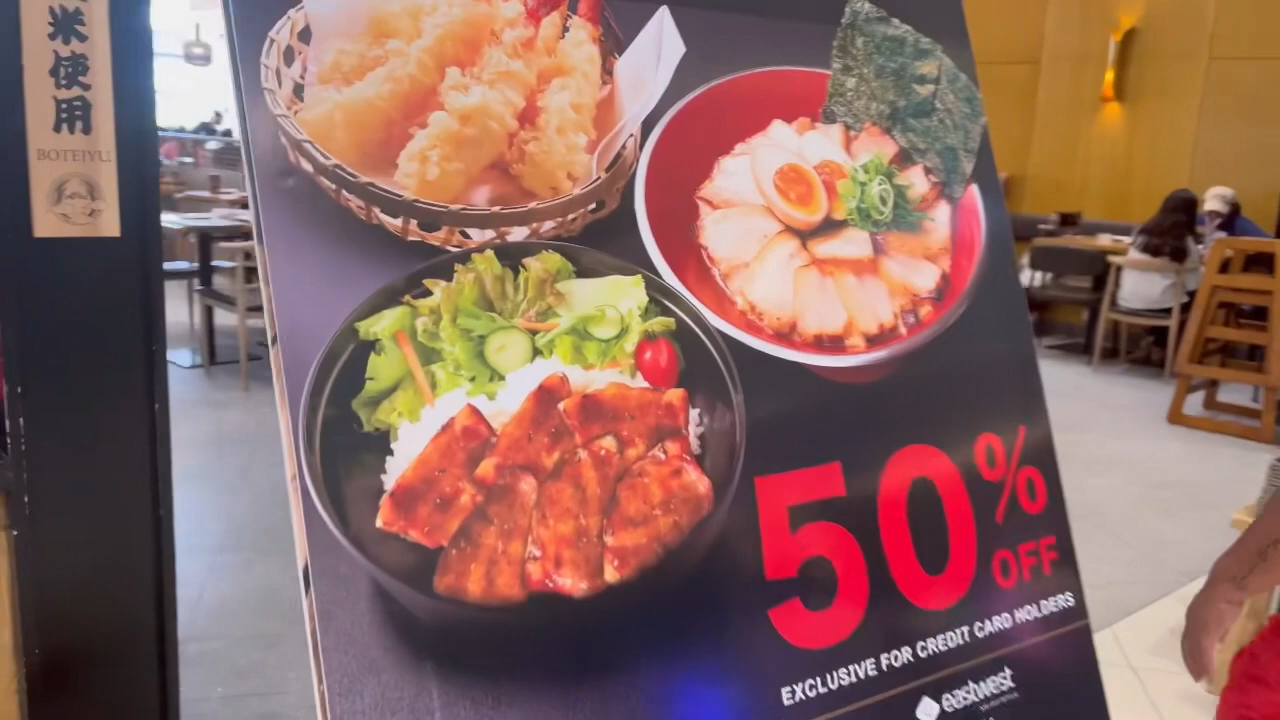 米使用
BOTEJYU
50%
OFF
EXCLUSIVE FOR CREDIT CARD HOLDERS
eastwest